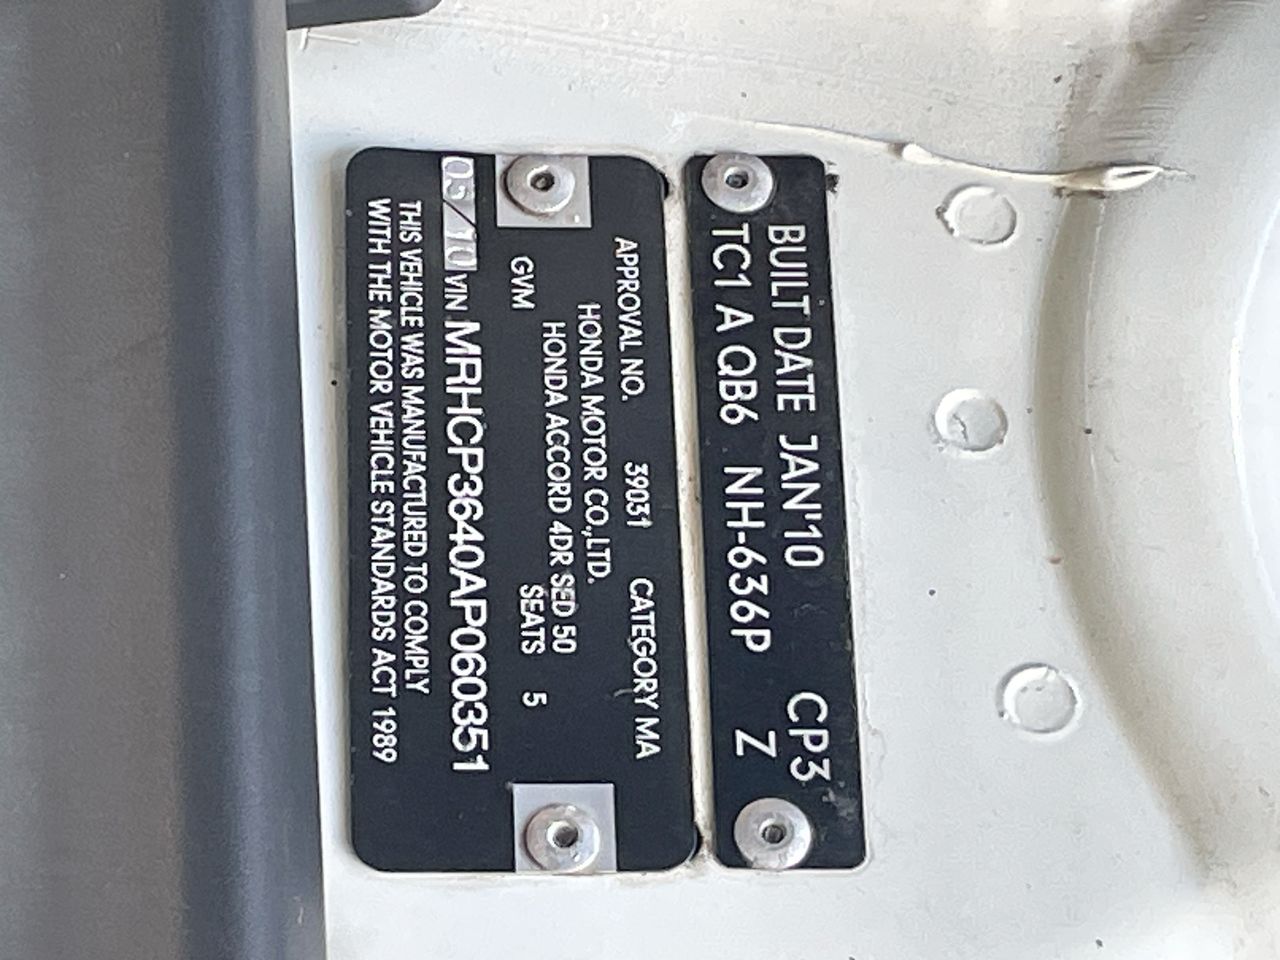 BUILT DATE JAN'10 CP3
TC1 A QB6 NH-636P Z
APPROVAL NO. 39031 CATEGORY MA
HONDA MOTOR CO.,LTD.
HONDA ACCORD 4DR SED 50
GVM SEATS 5
05/10 VIN MRHCP3640AP060351
THIS VEHICLE WAS MANUFACTURED TO COMPLY
WITH THE MOTOR VEHICLE STANDARDS ACT 1989